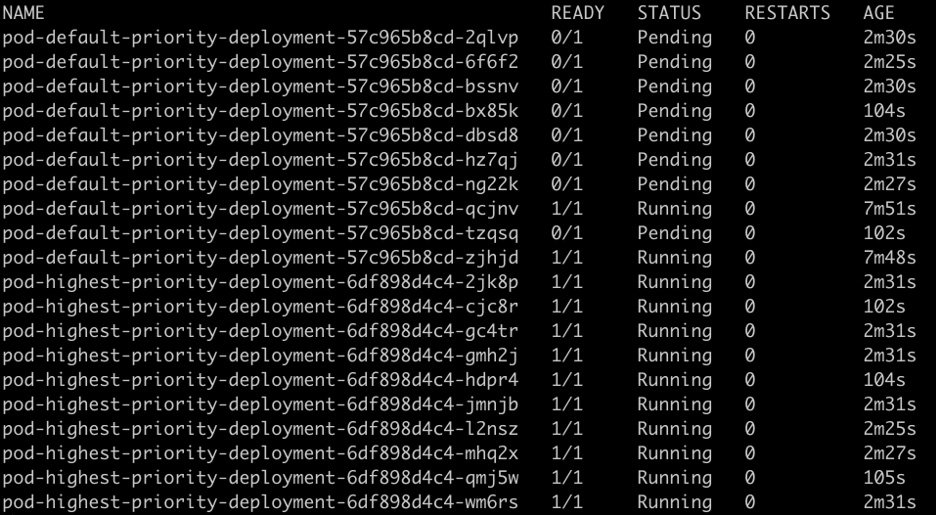 NAME READY STATUS RESTARTS AGE
pod-default-priority-deployment-57c965b8cd-2qlvp 0/1 Pending 0 2m30s
pod-default-priority-deployment-57c965b8cd-6f6f2 0/1 Pending 0 2m25s
pod-default-priority-deployment-57c965b8cd-bssnv 0/1 Pending 0 2m30s
pod-default-priority-deployment-57c965b8cd-bx85k 0/1 Pending 0 104s
pod-default-priority-deployment-57c965b8cd-dbsd8 0/1 Pending 0 2m30s
pod-default-priority-deployment-57c965b8cd-hz7qj 0/1 Pending 0 2m31s
pod-default-priority-deployment-57c965b8cd-ng22k 0/1 Pending 0 2m27s
pod-default-priority-deployment-57c965b8cd-qcjnv 1/1 Running 0 7m51s
pod-default-priority-deployment-57c965b8cd-tzqsq 0/1 Pending 0 102s
pod-default-priority-deployment-57c965b8cd-zjhjd 1/1 Running 0 7m48s
pod-highest-priority-deployment-6df898d4c4-2jk8p 1/1 Running 0 2m31s
pod-highest-priority-deployment-6df898d4c4-cjc8r 1/1 Running 0 102s
pod-highest-priority-deployment-6df898d4c4-gc4tr 1/1 Running 0 2m31s
pod-highest-priority-deployment-6df898d4c4-gmh2j 1/1 Running 0 2m31s
pod-highest-priority-deployment-6df898d4c4-hdpr4 1/1 Running 0 104s
pod-highest-priority-deployment-6df898d4c4-jmnjb 1/1 Running 0 2m31s
pod-highest-priority-deployment-6df898d4c4-l2nsz 1/1 Running 0 2m25s
pod-highest-priority-deployment-6df898d4c4-mhq2x 1/1 Running 0 2m27s
pod-highest-priority-deployment-6df898d4c4-qmj5w 1/1 Running 0 105s
pod-highest-priority-deployment-6df898d4c4-wm6rs 1/1 Running 0 2m31s